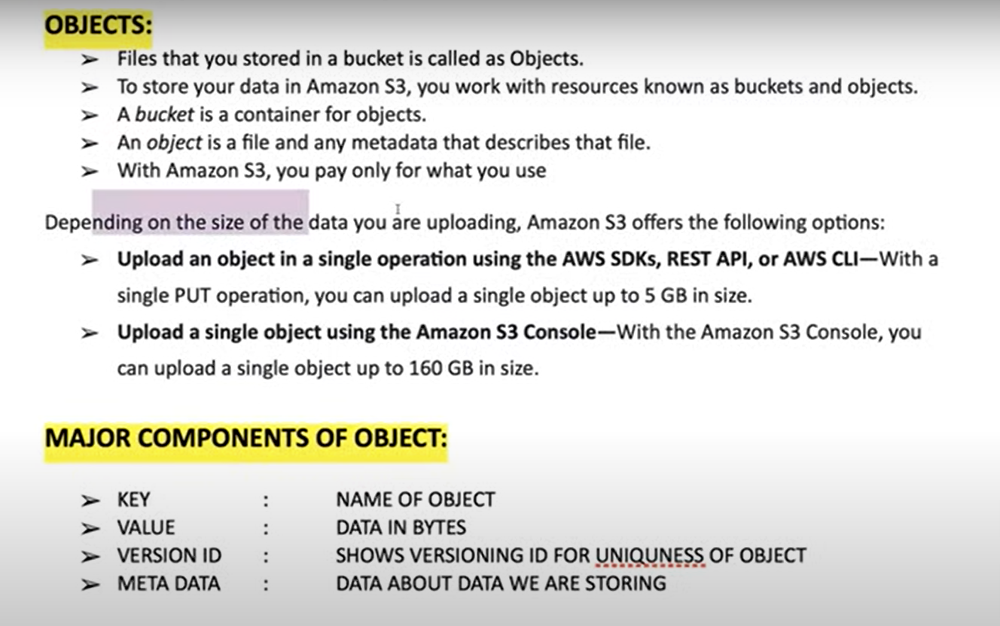 OBJECTS:
➢ Files that you stored in a bucket is called as Objects.
➢ To store your data in Amazon S3, you work with resources known as buckets and objects.
➢ A bucket is a container for objects.
➢ An object is a file and any metadata that describes that file.
➢ With Amazon S3, you pay only for what you use
Depending on the size of the data you are uploading, Amazon S3 offers the following options:
➢ Upload an object in a single operation using the AWS SDKs, REST API, or AWS CLI—With a
single PUT operation, you can upload a single object up to 5 GB in size.
➢ Upload a single object using the Amazon S3 Console—With the Amazon S3 Console, you
can upload a single object up to 160 GB in size.
MAJOR COMPONENTS OF OBJECT:
➢ KEY : NAME OF OBJECT
➢ VALUE : DATA IN BYTES
➢ VERSION ID : SHOWS VERSIONING ID FOR UNIQUNESS OF OBJECT
➢ META DATA : DATA ABOUT DATA WE ARE STORING